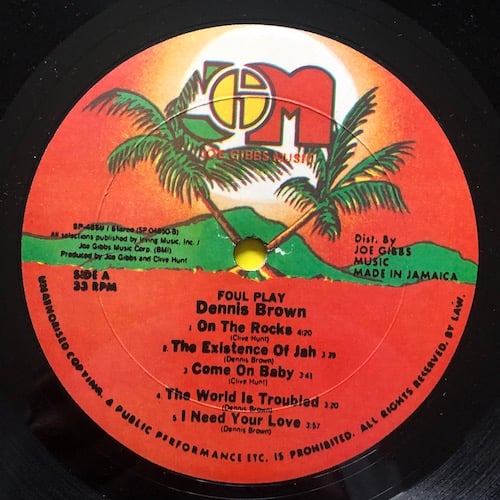 JGM
JOE GIBBS MUSIC
SP-4850 / Stereo (SP 04850-D)
All selections published by Irving Music, Inc. /
Joe Gibbs Music Corp. (BMI)
Produced by Joe Gibbs and Clive Hunt
SIDE A
33 RPM
Dist. By
JOE GIBBS
MUSIC
MADE IN JAMAICA
FOUL PLAY
Dennis Brown
1 On The Rocks 4:20
(Clive Hunt)
2. The Existence Of Jah 3:39
(Dennis Brown)
3 Come On Baby 3:41
(Clive Hunt)
4. The World Is Troubled 3:20
(Dennis Brown)
5 I Need Your Love 3:57
(Dennis Brown)
UNAUTHORISED COPYING, & PUBLIC PERFORMANCE ETC. IS PROHIBITED. ALL RIGHTS RESERVED, BY LAW.